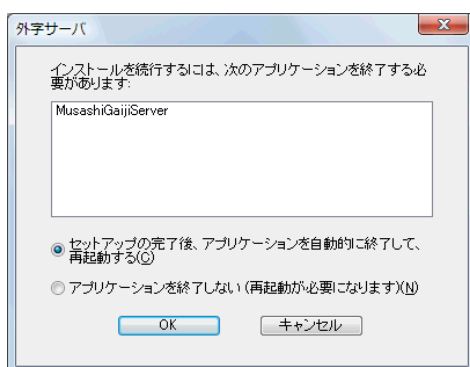 外字サーバ
インストールを続行するには、次のアプリケーションを終了する必
要があります:
MusashiGaijiServer
セットアップの完了後、アプリケーションを自動的に終了して、
再起動する(C)
アプリケーションを終了しない (再起動が必要になります)(N)
OK
キャンセル